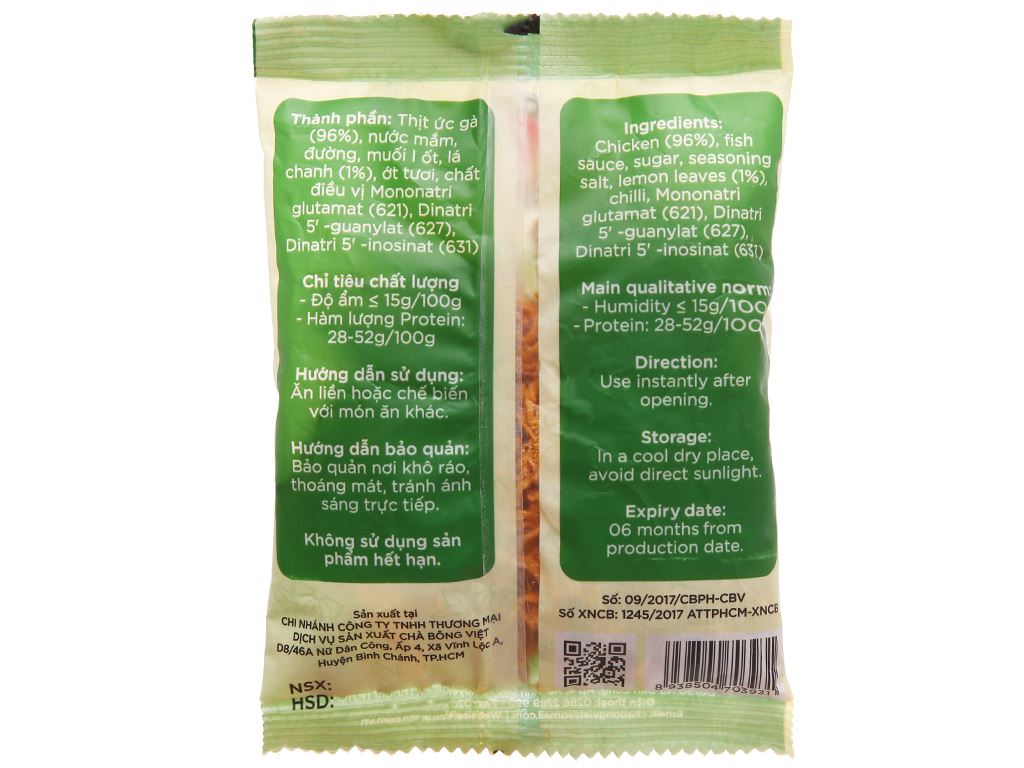 Thành phần: Thịt ức gà
(96%), nước mắm,
đường, muối I ốt, lá
chanh (1%), ớt tươi, chất
điều vị Mononatri
glutamat (621), Dinatri
5' -guanylat (627),
Dinatri 5' -inosinat (631)
Chỉ tiêu chất lượng
- Độ ẩm ≤ 15g/100g
- Hàm lượng Protein:
28-52g/100g
Hướng dẫn sử dụng:
Ăn liền hoặc chế biến
với món ăn khác.
Hướng dẫn bảo quản:
Bảo quản nơi khô ráo,
thoáng mát, tránh ánh
sáng trực tiếp.
Không sử dụng sản
phẩm hết hạn.
Sản xuất tại
CHI NHÁNH CÔNG TY TNHH THƯƠNG MẠI
DỊCH VỤ SẢN XUẤT CHÀ BÔNG VIỆT
D8/46A Nữ Dân Công, Ấp 4, Xã Vĩnh Lộc A,
Huyện Bình Chánh, TP.HCM
NSX:
HSD:
Ingredients:
Chicken (96%), fish
sauce, sugar, seasoning
salt, lemon leaves (1%),
chilli, Mononatri
glutamat (621), Dinatri
5' -guanylat (627),
Dinatri 5' -inosinat (631)
Main qualitative norm
- Humidity ≤ 15g/100
- Protein: 28-52g/100
Direction:
Use instantly after
opening.
Storage:
In a cool dry place,
avoid direct sunlight.
Expiry date:
06 months from
production date.
Số: 09/2017/CBPH-CBV
Số XNCB: 1245/2017 ATTPHCM-XNCB
8 938504 703931